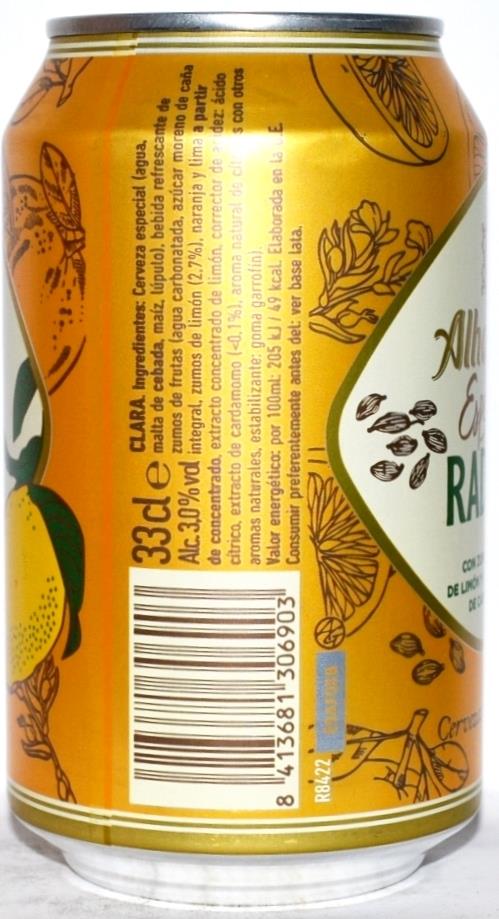 33cl e
Alc. 3,0% vol
CLARA. Ingredientes: Cerveza especial (agua,
malta de cebada, maíz, lúpulo), bebida refrescante de
zumos de frutas (agua carbonatada, azúcar moreno de caña
integral, zumos de limón (2,7%), naranja y lima a partir
de concentrado, extracto concentrado de limón, corrector de acidez: ácido
cítrico, extracto de cardamomo (<0,1%), aroma natural de con otros
aromas naturales, estabilizante: goma garrofín).
Valor energético: por 100mL: 205 kJ / 49 kcal. Elaborada en la
Consumir preferentemente antes del: ver base lata.
8 413681 306903
R8422